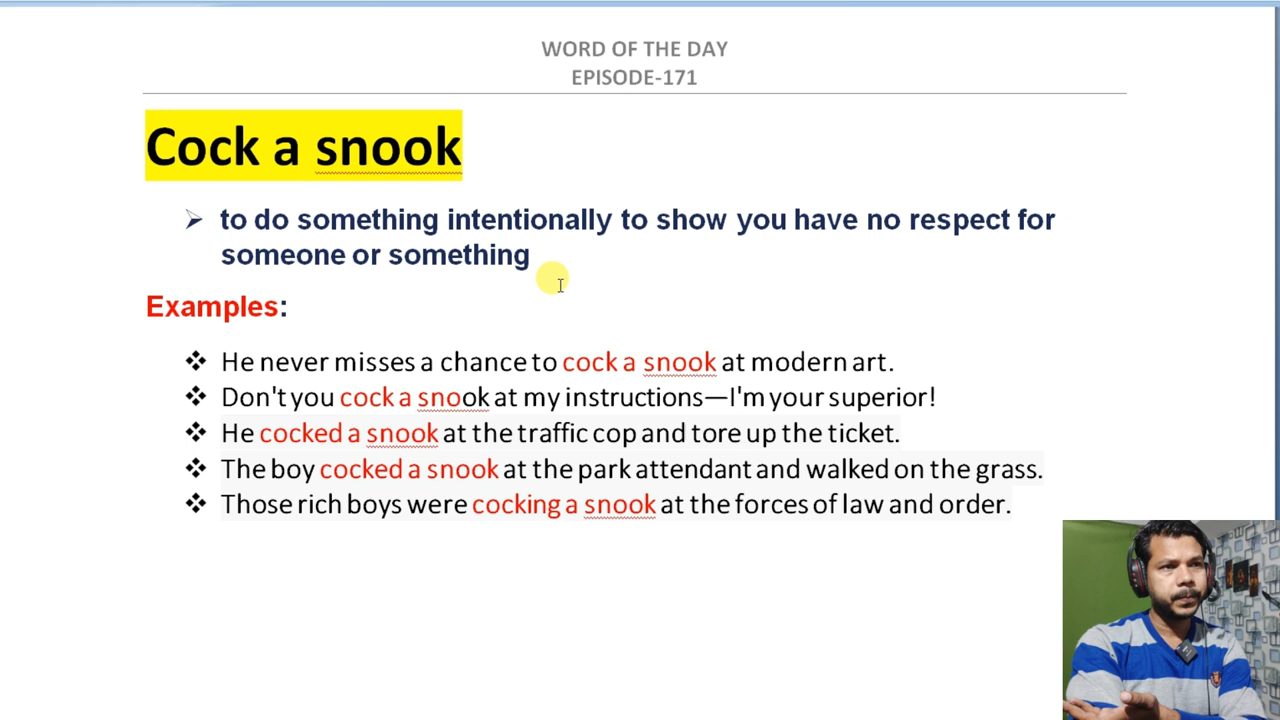 WORD OF THE DAY
EPISODE-171
Cock a snook
to do something intentionally to show you have no respect for
someone or something
Examples:
He never misses a chance to cock a snook at modern art.
Don't you cock a snook at my instructions—I'm your superior!
He cocked a snook at the traffic cop and tore up the ticket.
The boy cocked a snook at the park attendant and walked on the grass.
Those rich boys were cocking a snook at the forces of law and order.